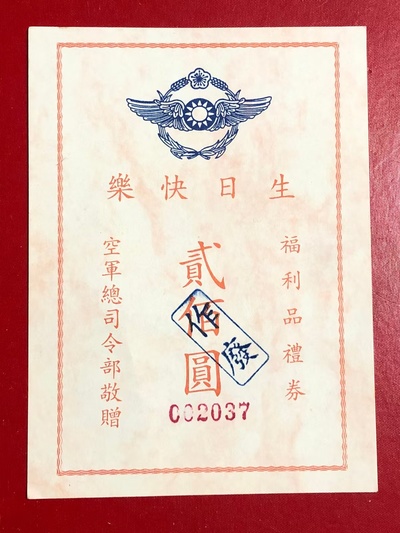 生日快樂
福利品禮券
貳佰圓
作廢
002037
空軍總司令部敬贈